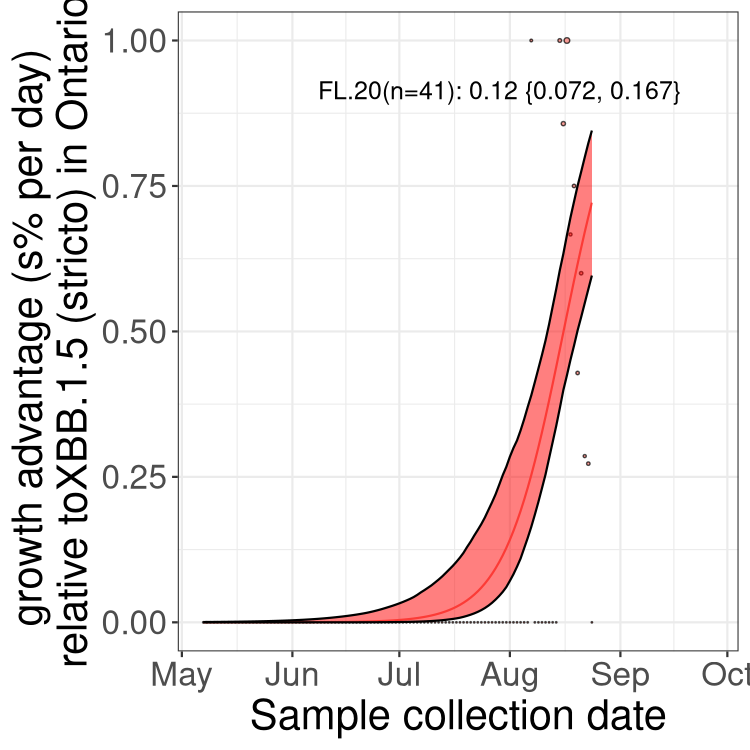 growth advantage (s% per day)
relative toXBB.1.5 (stricto) in Ontario
1.00
0.75
0.50
0.25
0.00
FL.20(n=41): 0.12 {0.072, 0.167}
May Jun Jul Aug Sep Oct
Sample collection date